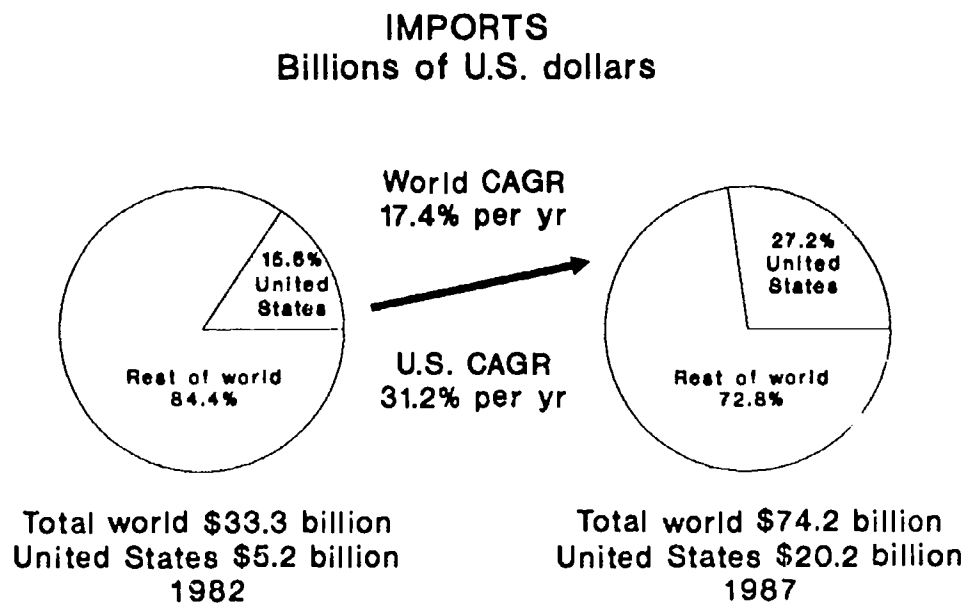 IMPORTS
Billions of U.S. dollars
World CAGR
17.4% per yr
15.6%
United
States
Rest of world
84.4%
27.2%
United
States
U.S. CAGR
31.2% per yr
Rest of world
72.8%
Total world $33.3 billion
United States $5.2 billion
1982
Total world $74.2 billion
United States $20.2 billion
1987